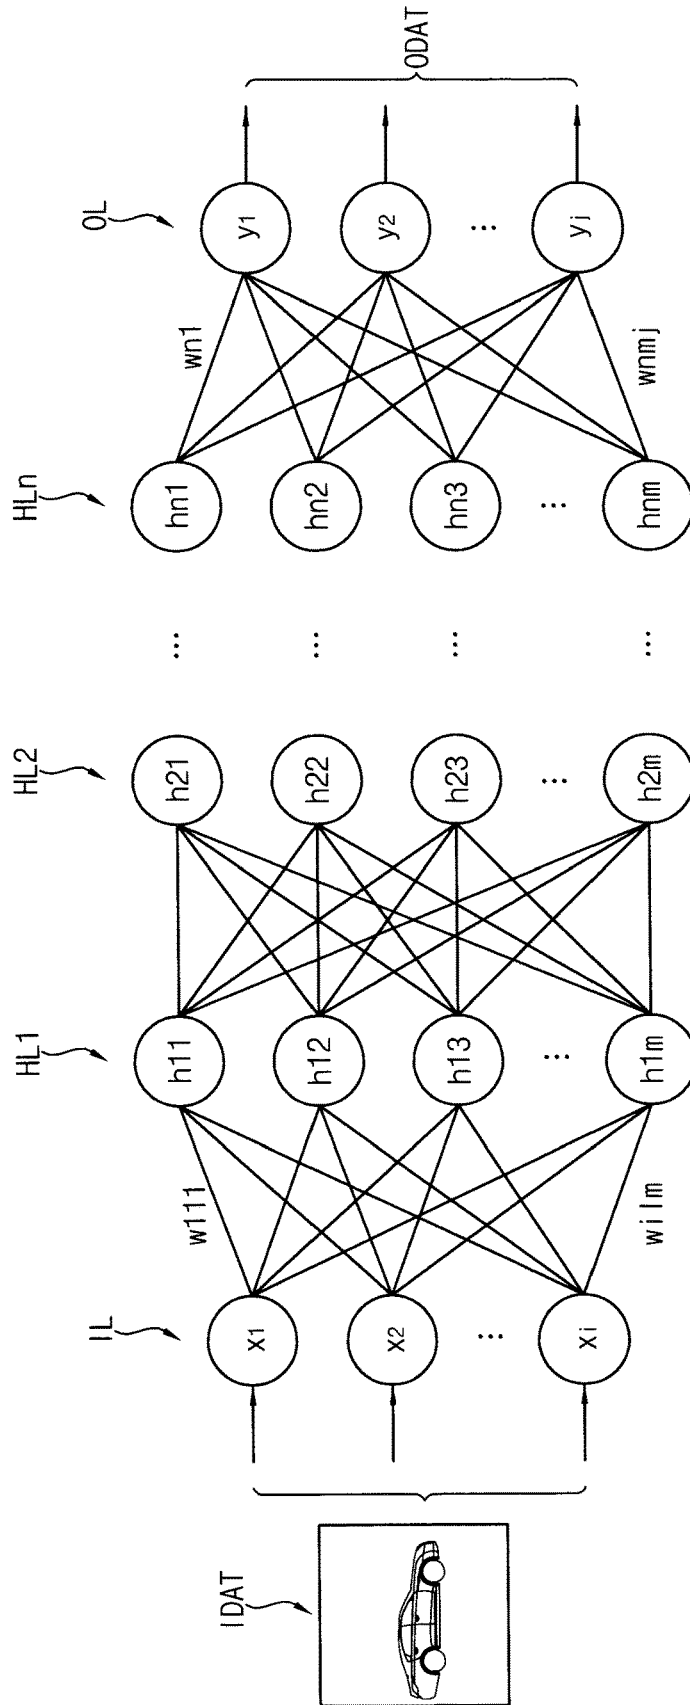 IDAT
IL
HL1
HL2
HLn
OL
ODAT
x1
x2
...
xi
w111
wilm
h11
h12
h13
...
h1m
h21
h22
h23
...
h2m
...
...
...
...
hn1
hn2
hn3
...
hnm
wn1
wnmj
y1
y2
...
yj